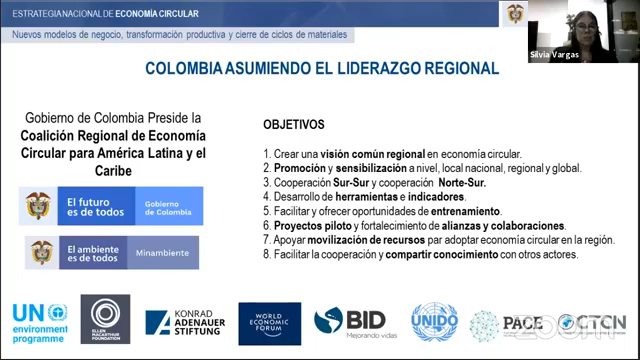 ESTRATEGIA NACIONAL DE ECONOMÍA CIRCULAR
Nuevos modelos de negocio, transformación productiva y cierre de ciclos de materiales
Silvia Vargas
COLOMBIA ASUMIENDO EL LIDERAZGO REGIONAL
Gobierno de Colombia Preside la
Coalición Regional de Economía
Circular para América Latina y el
Caribe
El futuro
es de todos
Gobierno
de Colombia
El ambiente
es de todos
Minambiente
OBJETIVOS
1. Crear una visión común regional en economía circular.
2. Promoción y sensibilización a nivel, local nacional, regional y global.
3. Cooperación Sur-Sur y cooperación Norte-Sur.
4. Desarrollo de herramientas e indicadores.
5. Facilitar y ofrecer oportunidades de entrenamiento.
6. Proyectos piloto y fortalecimiento de alianzas y colaboraciones.
7. Apoyar movilización de recursos par adoptar economía circular en la región.
8. Facilitar la cooperación y compartir conocimiento con otros actores.
UN
environment
programme
ELLEN
MACARTHUR
FOUNDATION
KONRAD
ADENAUER
STIFTUNG
WORLD
ECONOMIC
FORUM
BID
Mejorando vidas
UNIDO
PACE
CTCN
zoom